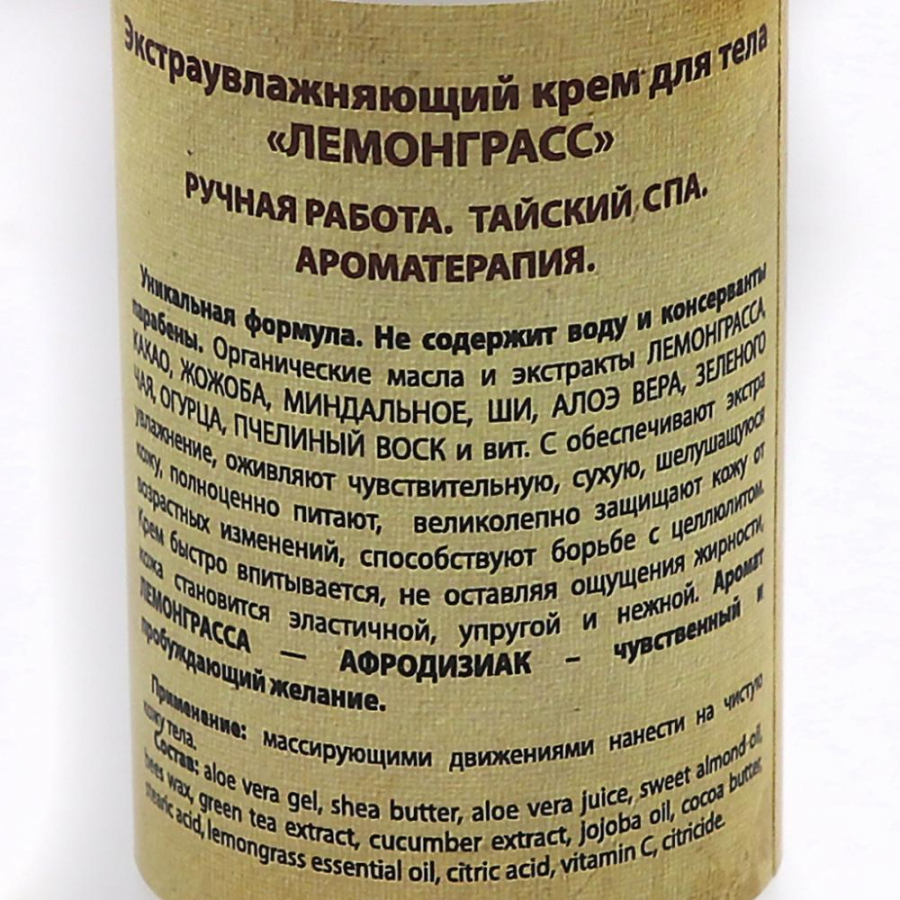 Экстраувлажняющий крем для тела
«ЛЕМОНГРАСС»
РУЧНАЯ РАБОТА. ТАЙСКИЙ СПА.
АРОМАТЕРАПИЯ.
Уникальная формула. Не содержит воду и консерванты
парабены. Органические масла и экстракты ЛЕМОНГРАССА,
КАКАО, ЖОЖОБА, МИНДАЛЬНОЕ, ШИ, АЛОЭ ВЕРА, ЗЕЛЕНОГО
ЧАЯ, ОГУРЦА, ПЧЕЛИНЫЙ ВОСК и вит. С обеспечивают экстра
увлажнение, оживляют чувствительную, сухую, шелушащуюся
кожу, полноценно питают, великолепно защищают кожу от
возрастных изменений, способствуют борьбе с целлюлитом.
Крем быстро впитывается, не оставляя ощущения жирности,
кожа становится эластичной, упругой и нежной. Аромат
ЛЕМОНГРАССА — АФРОДИЗИАК – чувственный и
пробуждающий желание.
Применение: массирующими движениями нанести на чистую
кожу тела.
Состав: aloe vera gel, shea butter, aloe vera juice, sweet almond oil,
bees wax, green tea extract, cucumber extract, jojoba oil, cocoa butter,
stearic acid, lemongrass essential oil, citric acid, vitamin C, citricide.